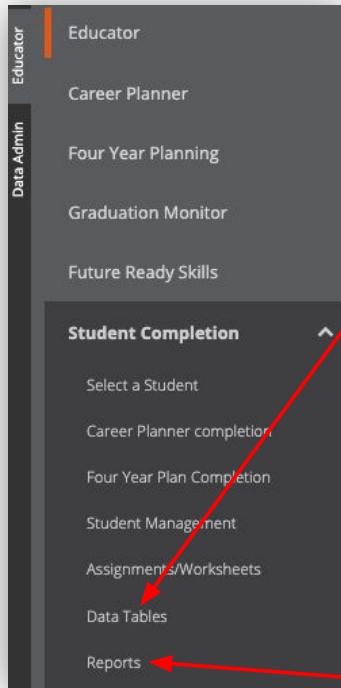 Educator
Data Admin
Educator
Career Planner
Four Year Planning
Graduation Monitor
Future Ready Skills
Student Completion
Select a Student
Career Planner completion
Four Year Plan Completion
Student Management
Assignments/Worksheets
Data Tables
Reports